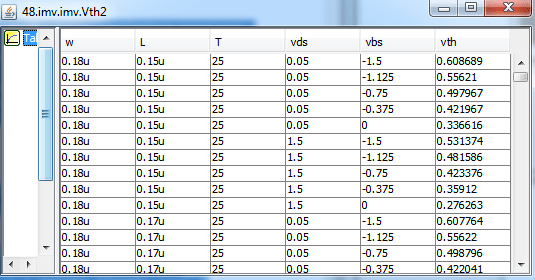 48.imv.imv.Vth2
Ta
w L T vds vbs vth
0.18u 0.15u 25 0.05 -1.5 0.608689
0.18u 0.15u 25 0.05 -1.125 0.55621
0.18u 0.15u 25 0.05 -0.75 0.497967
0.18u 0.15u 25 0.05 -0.375 0.421967
0.18u 0.15u 25 0.05 0 0.336616
0.18u 0.15u 25 1.5 -1.5 0.531374
0.18u 0.15u 25 1.5 -1.125 0.481586
0.18u 0.15u 25 1.5 -0.75 0.423376
0.18u 0.15u 25 1.5 -0.375 0.35912
0.18u 0.15u 25 1.5 0 0.276263
0.18u 0.17u 25 0.05 -1.5 0.607764
0.18u 0.17u 25 0.05 -1.125 0.55622
0.18u 0.17u 25 0.05 -0.75 0.498796
0.18u 0.17u 25 0.05 -0.375 0.422041